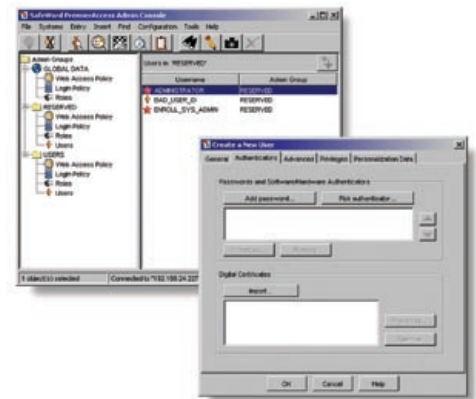 SafeWord PremierAccess Admin Console
File Systems Entry Insert Find Configuration Tools Help
Admin Groups
GLOBAL DATA
Web Access Policy
Login Policy
Roles
RESERVED
Web Access Policy
Login Policy
Roles
Users
USERS
Web Access Policy
Login Policy
Roles
Users
Users in 'RESERVED'
Username Admin Group
ADMINISTRATOR RESERVED
BAD_USER_ID RESERVED
ENROLL_SYS_ADMIN RESERVED
1 object(s) selected
Create a New User
General Authenticators Advanced Privileges Personalization Data
Passwords and Software/Hardware Authenticators
Add password... Pick authenticator...
Digital Certificates
Import...
OK Cancel Help